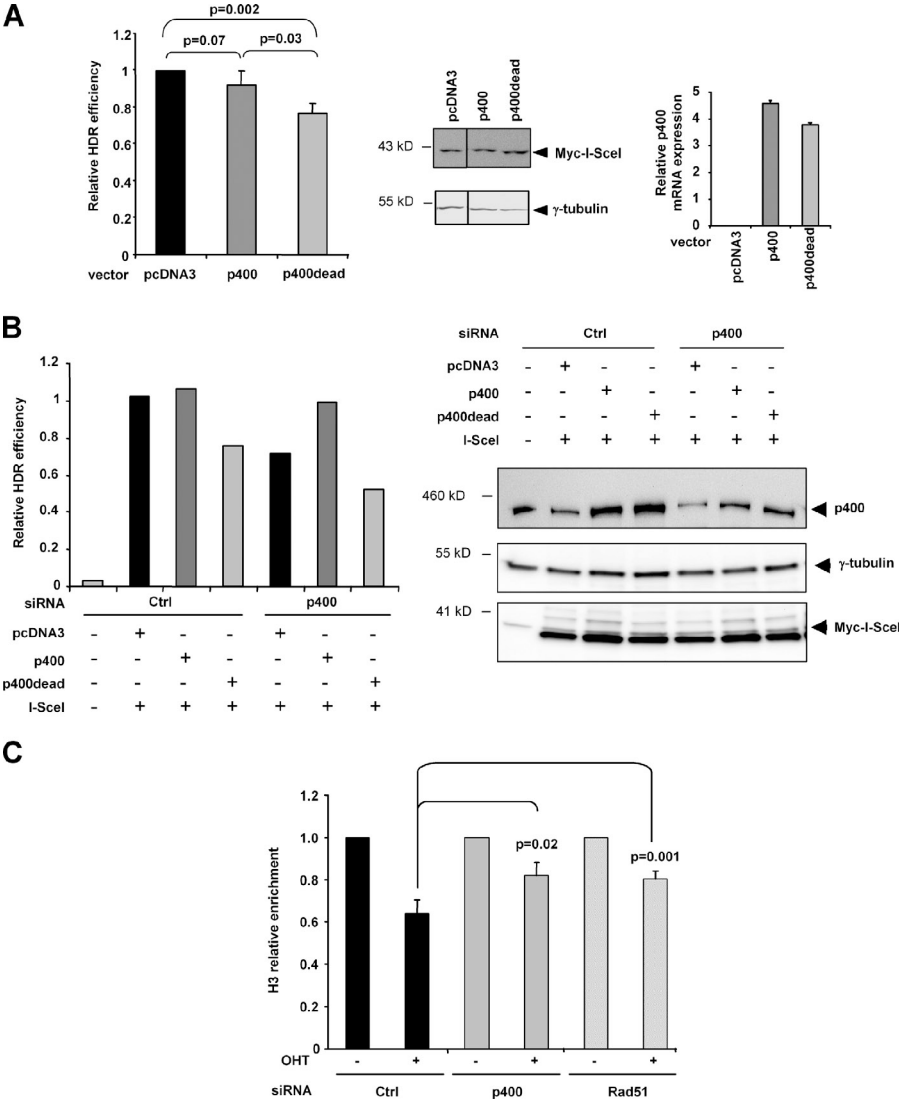 A
p=0.002
p=0.07 p=0.03
Relative HDR efficiency
1.2
1
0.8
0.6
0.4
0.2
0
vector pcDNA3 p400 p400dead
pcDNA3 p400 p400dead
43 kD
Myc-I-SceI
55 kD
γ-tubulin
Relative p400
mRNA expression
5
4
3
2
1
0
vector pcDNA3 p400 p400dead
B
Relative HDR efficiency
1.2
1
0.8
0.6
0.4
0.2
0
siRNA Ctrl p400
pcDNA3 - + - - + - -
p400 - - + - - + -
p400dead - - - + - - +
I-SceI - + + + + + +
siRNA Ctrl p400
pcDNA3 - + - - + - -
p400 - - + - - + -
p400dead - - - + - - +
I-SceI - + + + + + +
460 kD
p400
55 kD
γ-tubulin
41 kD
Myc-I-SceI
C
H3 relative enrichment
1.2
1.0
0.8
0.6
0.4
0.2
0
p=0.02
p=0.001
OHT - + - + - +
siRNA Ctrl p400 Rad51